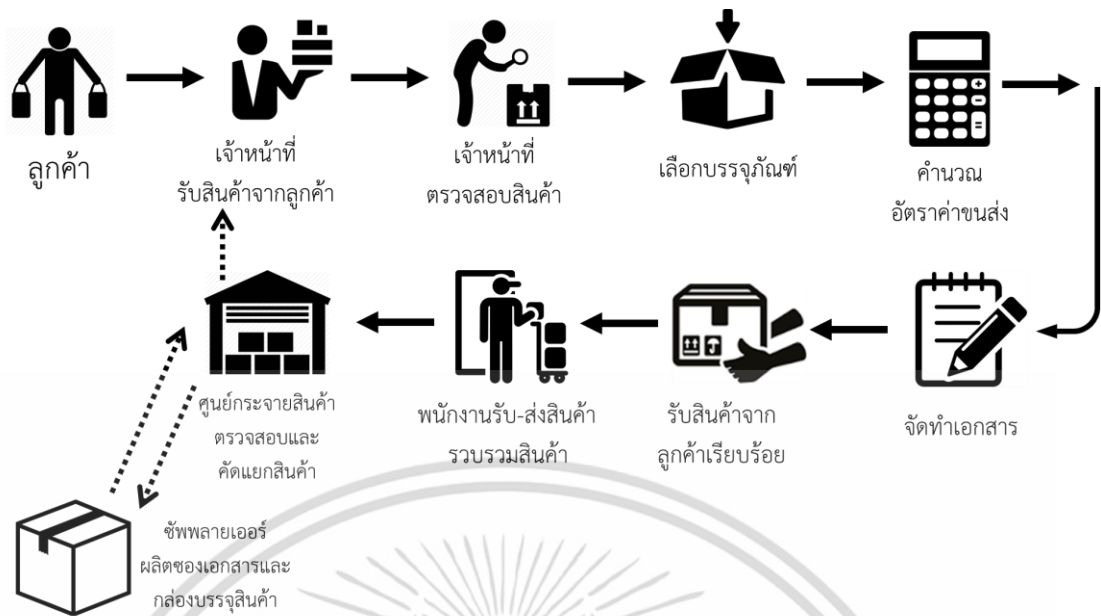 ลูกค้า
เจ้าหน้าที่
รับสินค้าจากลูกค้า
เจ้าหน้าที่
ตรวจสอบสินค้า
เลือกบรรจุภัณฑ์
คำนวณ
อัตราค่าขนส่ง
ศูนย์กระจายสินค้า
ตรวจสอบและ
คัดแยกสินค้า
พนักงานรับ-ส่งสินค้า
รวบรวมสินค้า
รับสินค้าจาก
ลูกค้าเรียบร้อย
จัดทำเอกสาร
ซัพพลายเออร์
ผลิตซองเอกสารและ
กล่องบรรจุสินค้า